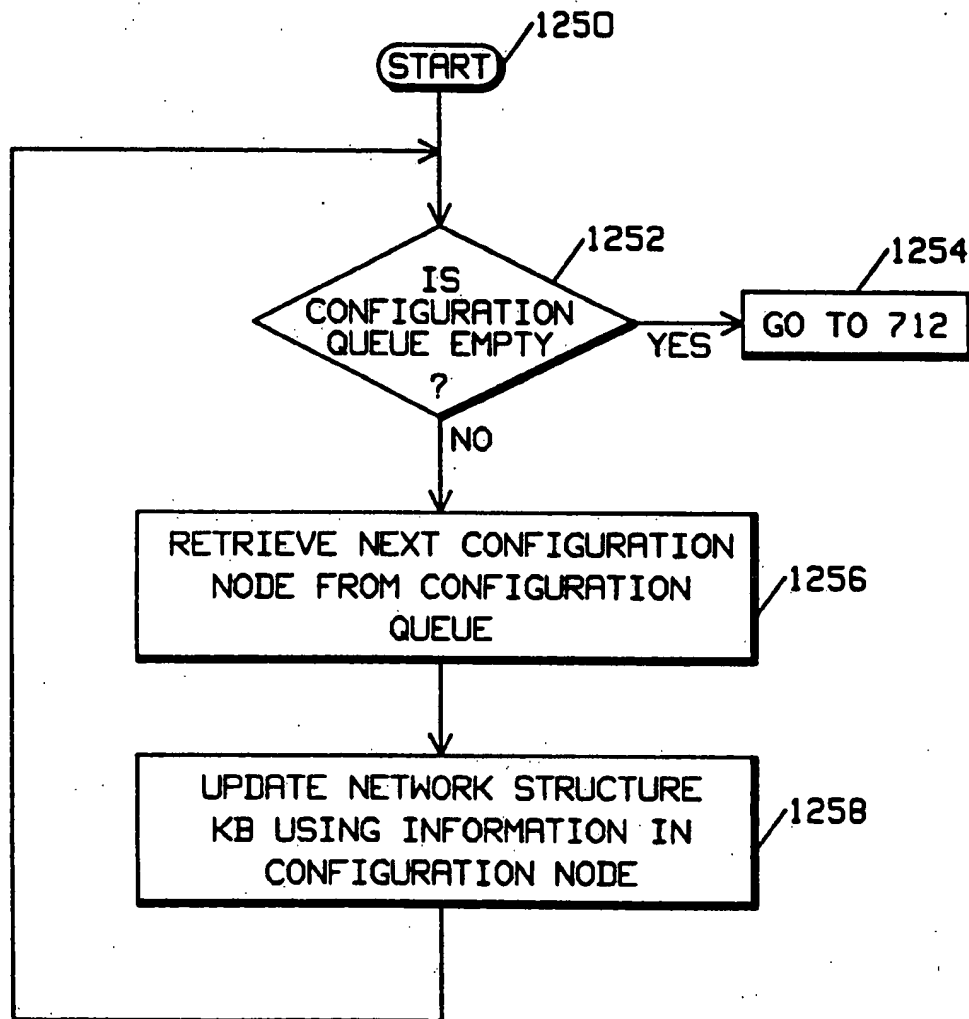 1250
START
1252
IS
CONFIGURATION
QUEUE EMPTY
?
YES
1254
GO TO 712
NO
RETRIEVE NEXT CONFIGURATION
NODE FROM CONFIGURATION
QUEUE
1256
UPDATE NETWORK STRUCTURE
KB USING INFORMATION IN
CONFIGURATION NODE
1258